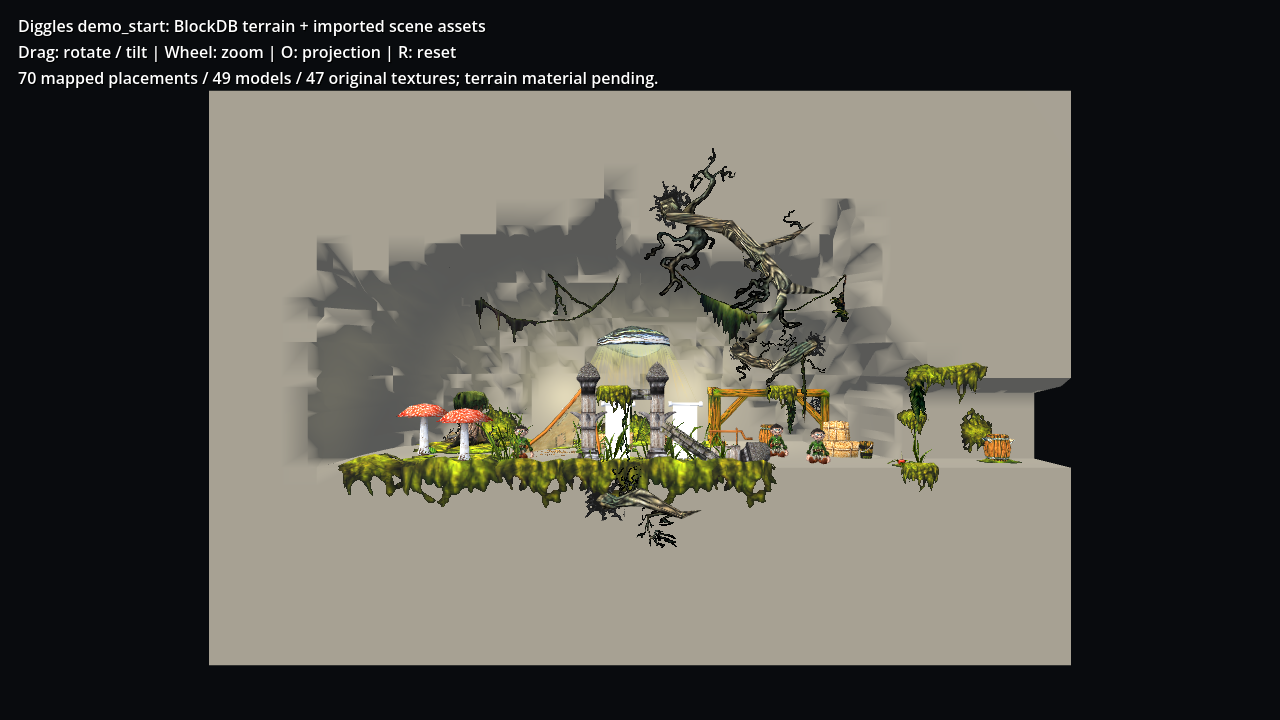 Diggles demo_start: BlockDB terrain + imported scene assets
Drag: rotate / tilt | Wheel: zoom | O: projection | R: reset
70 mapped placements / 49 models / 47 original textures; terrain material pending.